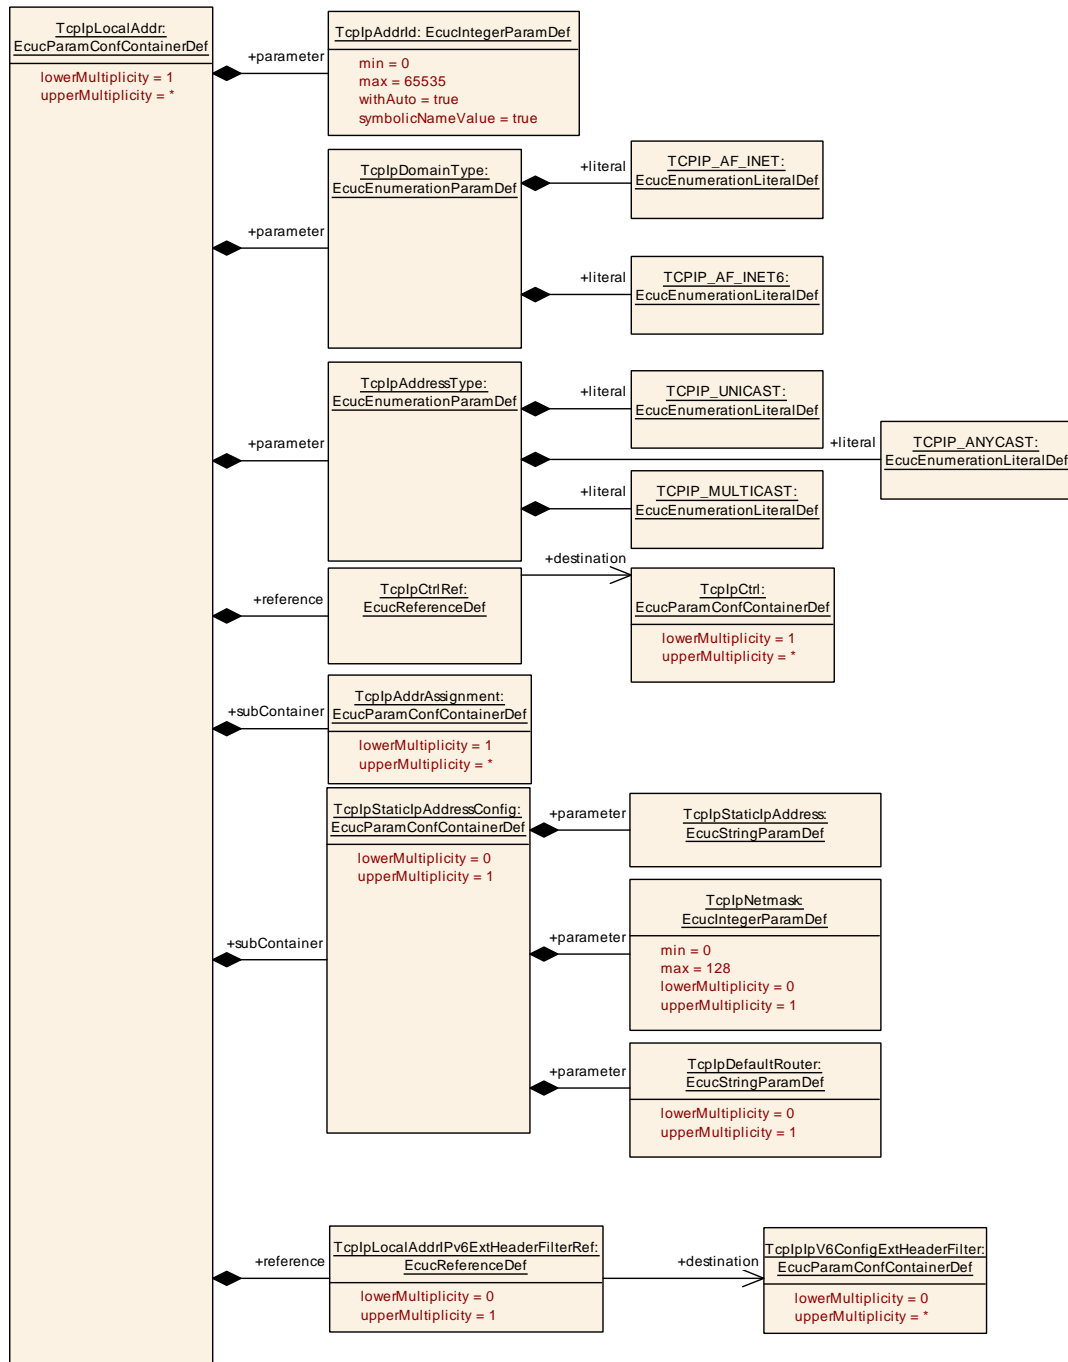 TcpIpLocalAddr:
EcucParamConfContainerDef
lowerMultiplicity = 1
upperMultiplicity = *
+parameter
TcpIpAddrId: EcucIntegerParamDef
min = 0
max = 65535
withAuto = true
symbolicNameValue = true
+parameter
TcpIpDomainType:
EcucEnumerationParamDef
+literal
TCPIP_AF_INET:
EcucEnumerationLiteralDef
+literal
TCPIP_AF_INET6:
EcucEnumerationLiteralDef
+parameter
TcpIpAddressType:
EcucEnumerationParamDef
+literal
TCPIP_UNICAST:
EcucEnumerationLiteralDef
+literal
TCPIP_ANYCAST:
EcucEnumerationLiteralDef
+literal
TCPIP_MULTICAST:
EcucEnumerationLiteralDef
+reference
TcpIpCtrlRef:
EcucReferenceDef
+destination
TcpIpCtrl:
EcucParamConfContainerDef
lowerMultiplicity = 1
upperMultiplicity = *
+subContainer
TcpIpAddrAssignment:
EcucParamConfContainerDef
lowerMultiplicity = 1
upperMultiplicity = *
+subContainer
TcpIpStaticIpAddressConfig:
EcucParamConfContainerDef
lowerMultiplicity = 0
upperMultiplicity = 1
+parameter
TcpIpStaticIpAddress:
EcucStringParamDef
+parameter
TcpIpNetmask:
EcucIntegerParamDef
min = 0
max = 128
lowerMultiplicity = 0
upperMultiplicity = 1
+parameter
TcpIpDefaultRouter:
EcucStringParamDef
lowerMultiplicity = 0
upperMultiplicity = 1
+reference
TcpIpLocalAddrIPv6ExtHeaderFilterRef:
EcucReferenceDef
lowerMultiplicity = 0
upperMultiplicity = 1
+destination
TcpIpIpV6ConfigExtHeaderFilter:
EcucParamConfContainerDef
lowerMultiplicity = 0
upperMultiplicity = *